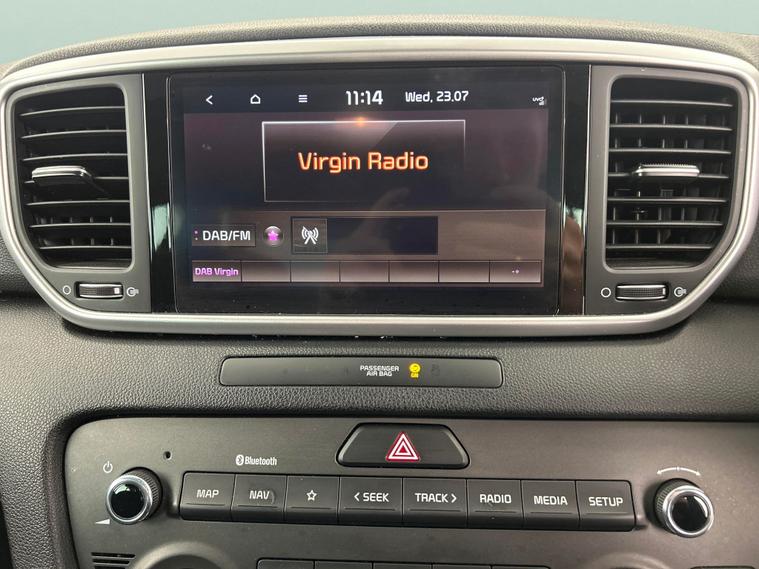 11:14 Wed, 23.07
Virgin Radio
DAB/FM
DAB Virgin
PASSENGER
AIR BAG
ON
Bluetooth
MAP NAV SEEK TRACK RADIO MEDIA SETUP